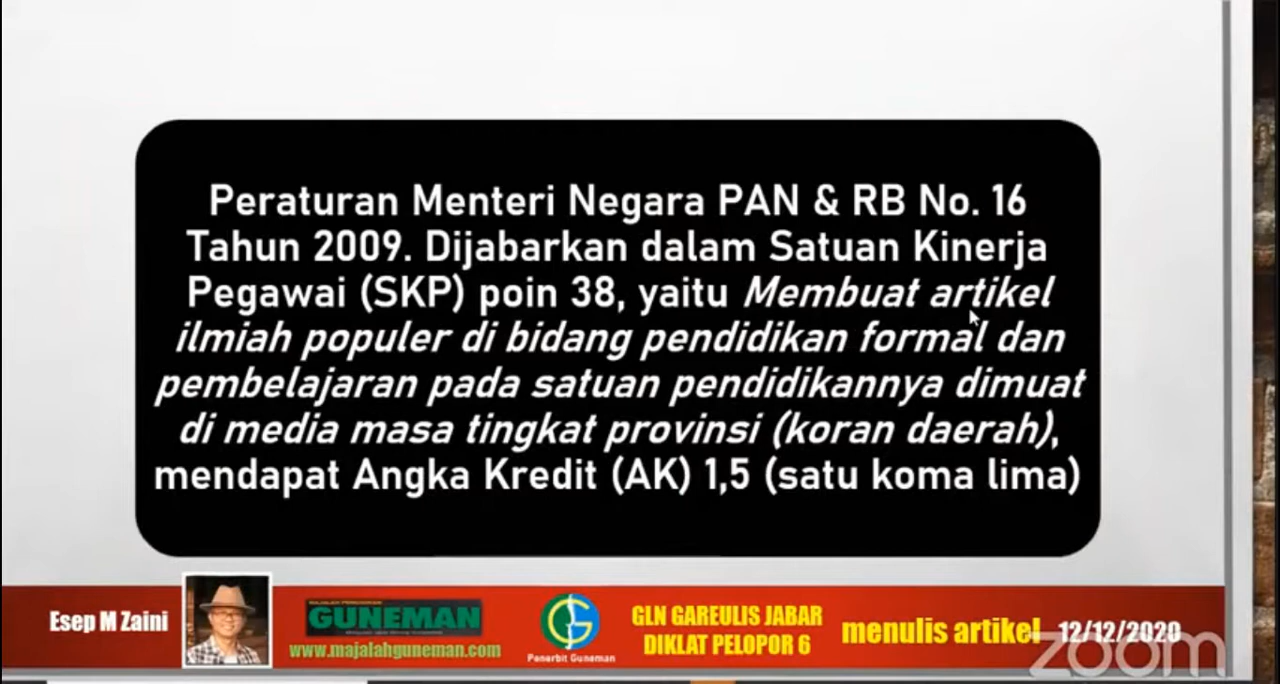 Peraturan Menteri Negara PAN & RB No. 16
Tahun 2009. Dijabarkan dalam Satuan Kinerja
Pegawai (SKP) poin 38, yaitu Membuat artikel
ilmiah populer di bidang pendidikan formal dan
pembelajaran pada satuan pendidikannya dimuat
di media masa tingkat provinsi (koran daerah),
mendapat Angka Kredit (AK) 1,5 (satu koma lima)
Esep M Zaini
GUNEMAN
www.majalahguneman.com
Penerbit Guneman
GLN GAREULIS JABAR
DIKLAT PELOPOR 6
menulis artikel
12/12/2020
zoom